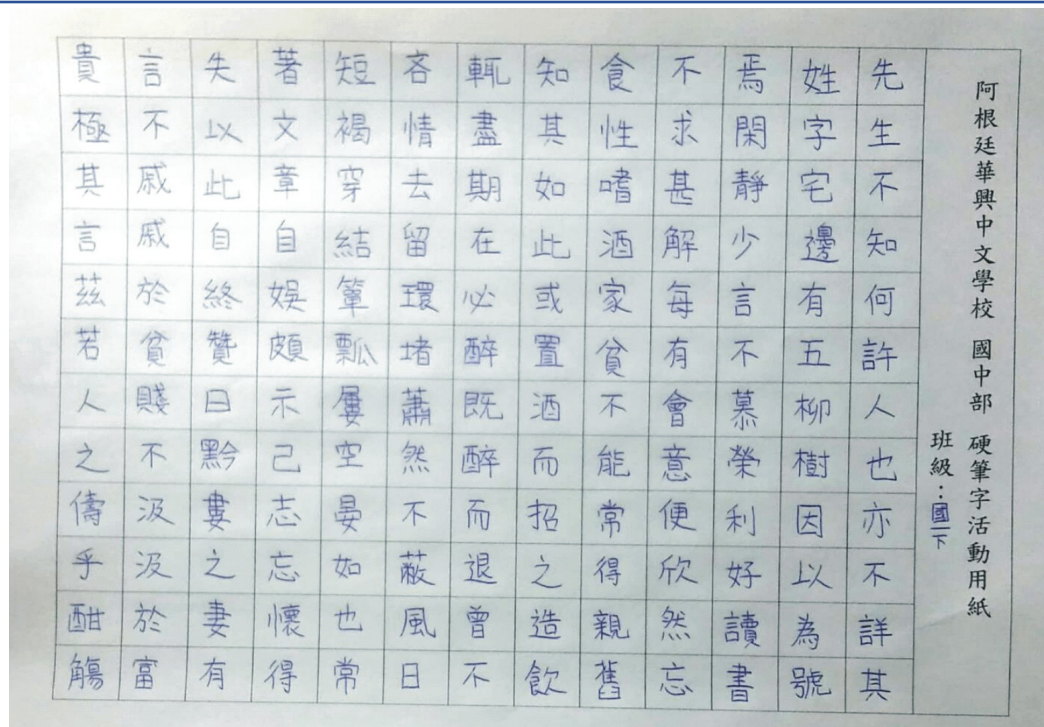 阿根廷華興中文學校 國中部 硬筆字活動用紙
班級：國一下
先生不知何許人也亦不詳其
姓字宅邊有五柳樹因以為號
焉閑靜少言不慕榮利好讀書
不求甚解每有會意便欣然忘
食性嗜酒家貧不能常得親舊
知其如此或置酒而招之造飲
輒盡期在必醉既醉而退曾不
吝情去留環堵蕭然不蔽風日
短褐穿結簞瓢屢空晏如也常
著文章自娛頗示己志忘懷得
失以此自終贊曰黔婁之妻有
言不戚戚於貧賤不汲汲於富
貴極其言茲若人之儔乎酣觴